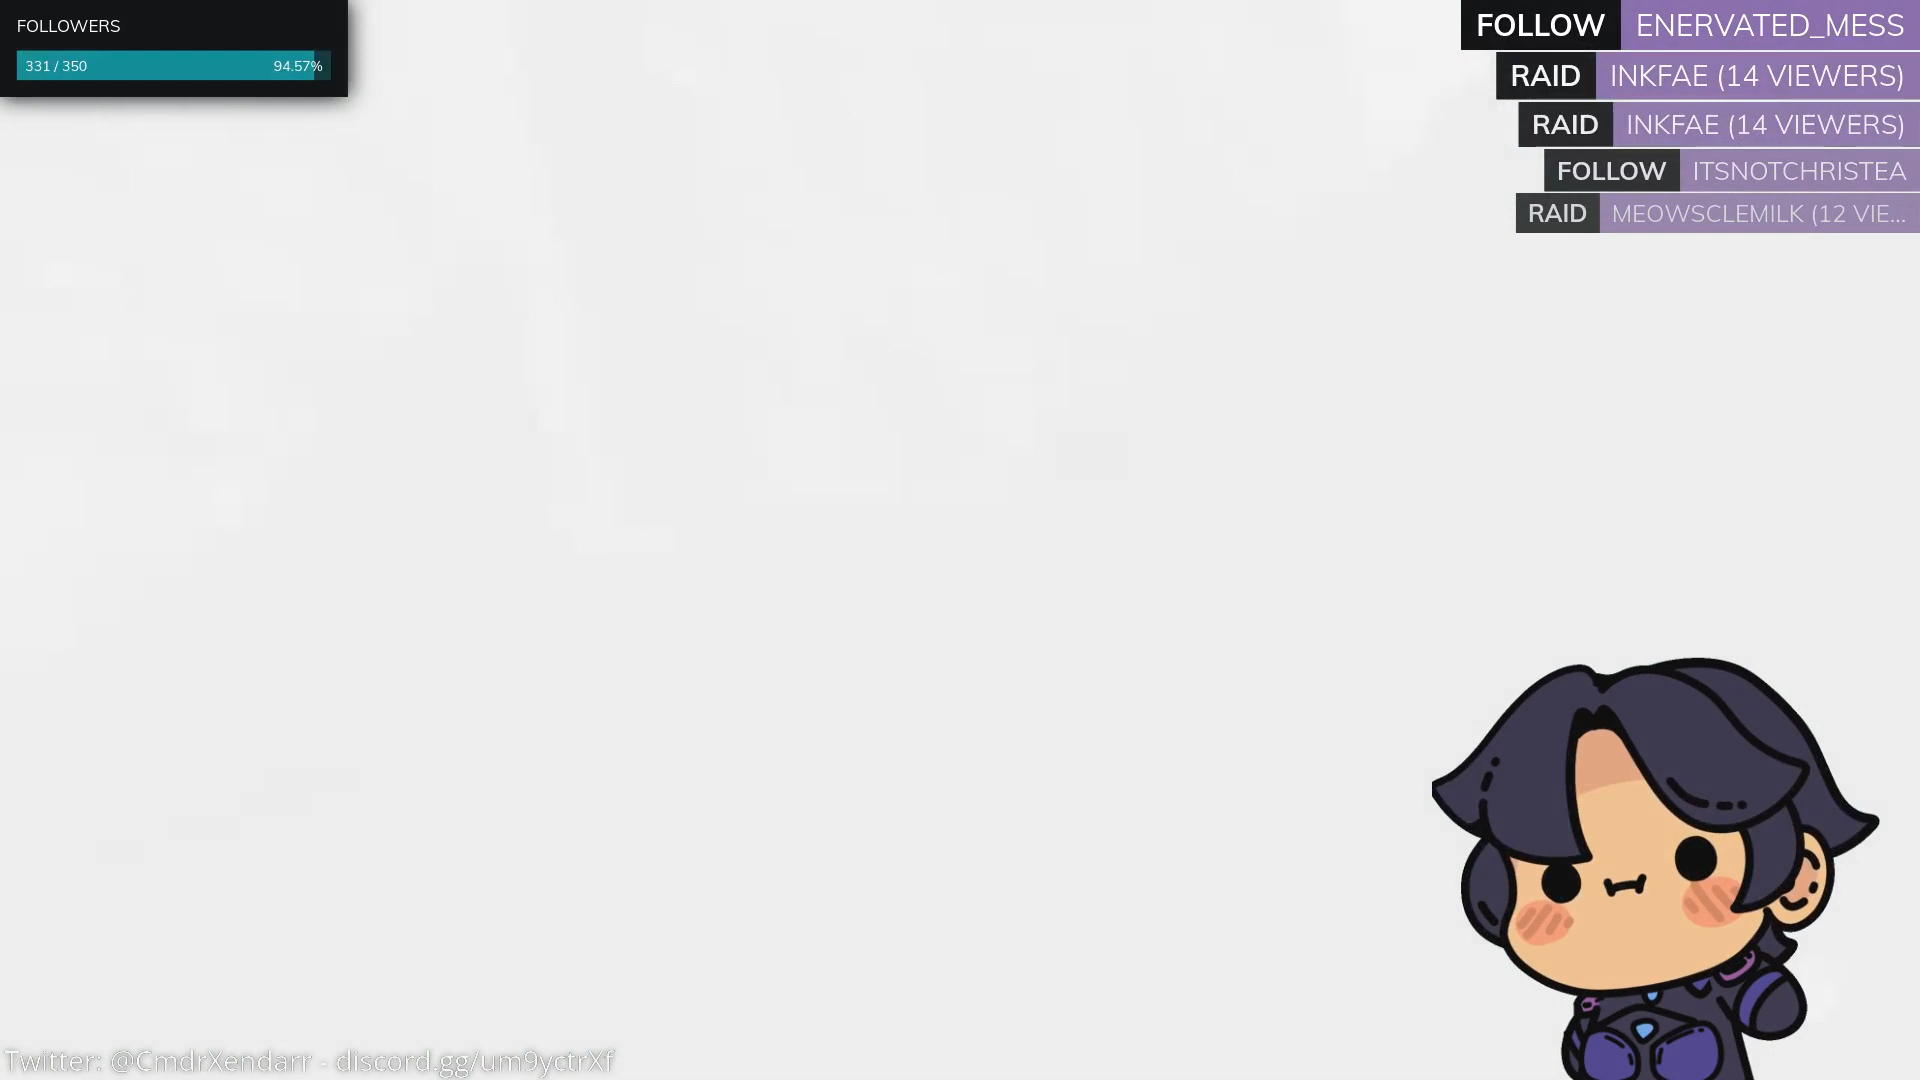 FOLLOWERS
331 / 350 94.57%
FOLLOW ENERVATED_MESS
RAID INKFAE (14 VIEWERS)
RAID INKFAE (14 VIEWERS)
FOLLOW ITSNOTCHRISTEA
RAID MEOWSCLEMILK (12 VIE...
Twitter: @CmdrXendarr - discord.gg/um9yctrXf